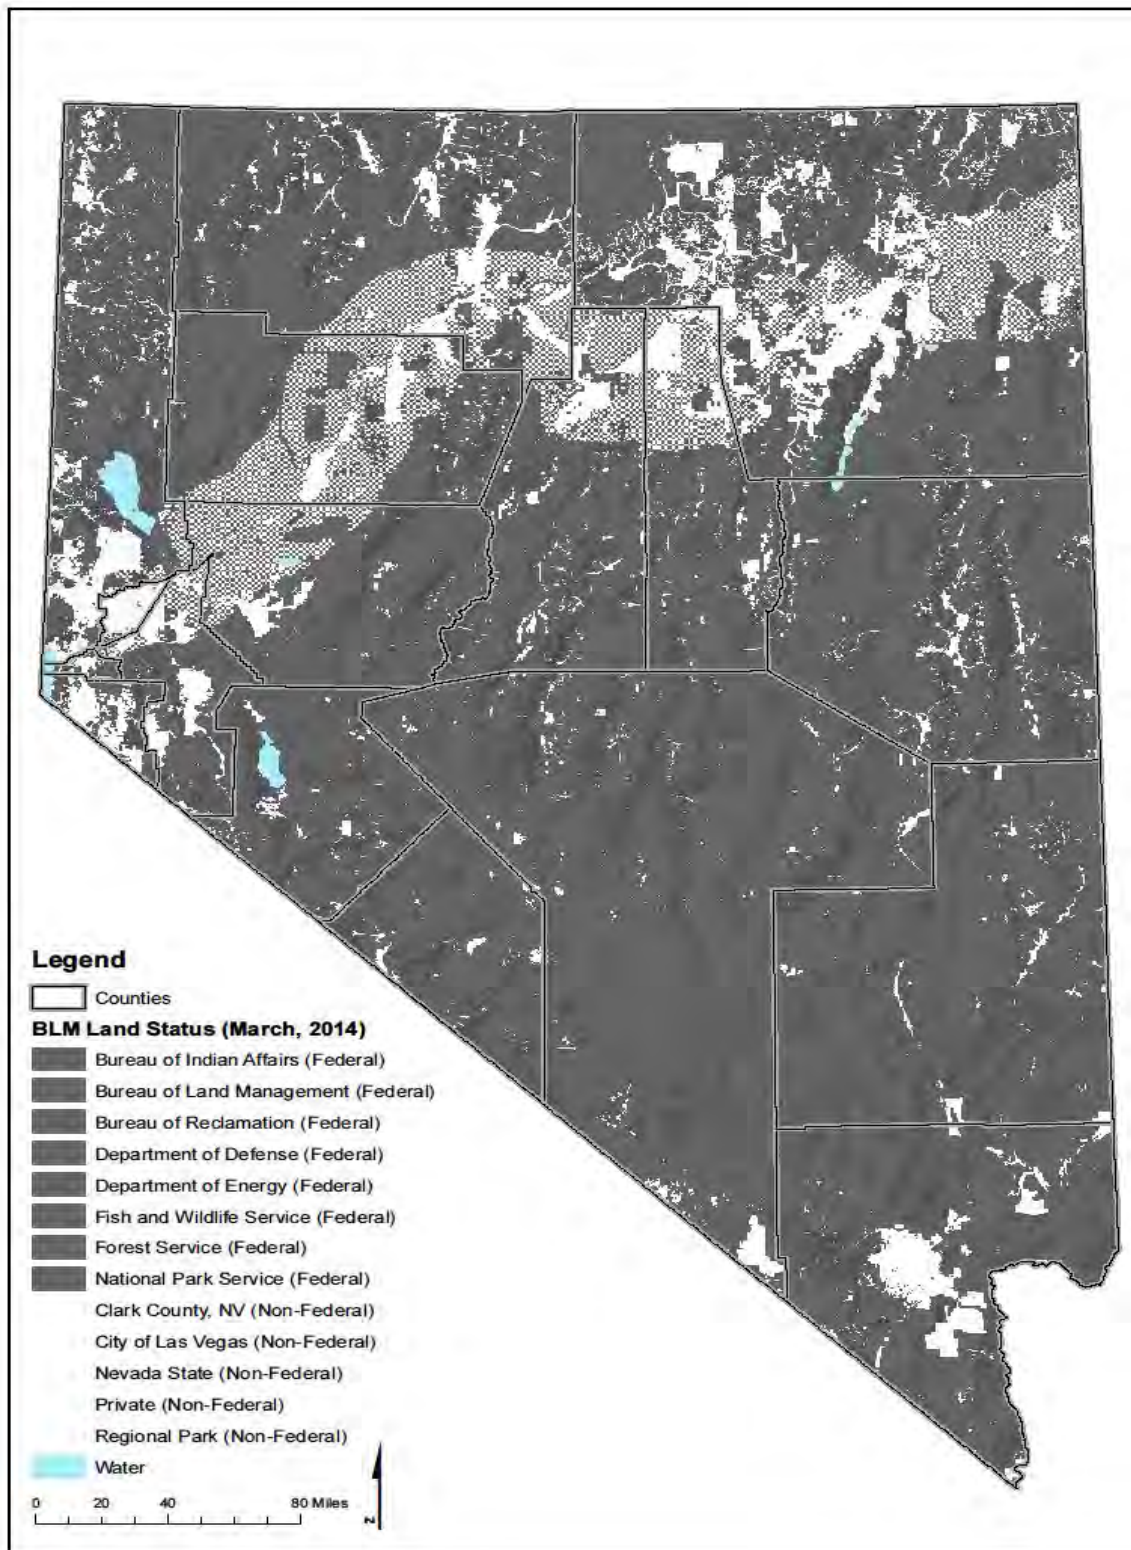 Legend
Counties
BLM Land Status (March, 2014)
Bureau of Indian Affairs (Federal)
Bureau of Land Management (Federal)
Bureau of Reclamation (Federal)
Department of Defense (Federal)
Department of Energy (Federal)
Fish and Wildlife Service (Federal)
Forest Service (Federal)
National Park Service (Federal)
Clark County, NV (Non-Federal)
City of Las Vegas (Non-Federal)
Nevada State (Non-Federal)
Private (Non-Federal)
Regional Park (Non-Federal)
Water
0 20 40 80 Miles
N